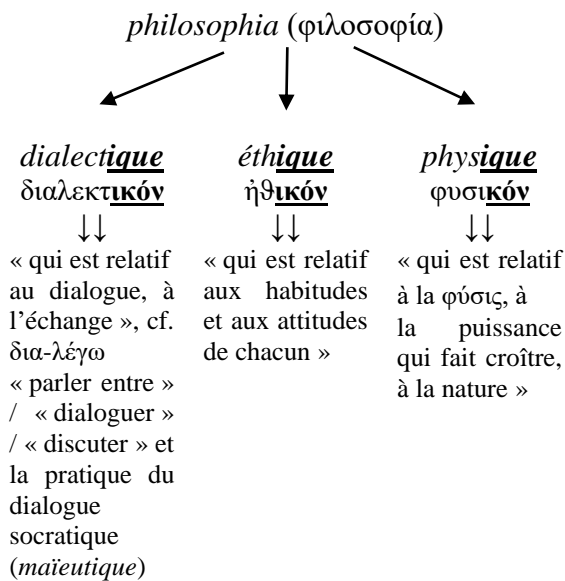 philosophia (φιλοσοφία)
dialectique
διαλεκτικόν
↓↓
« qui est relatif
au dialogue, à
l’échange », cf.
δια-λέγω
« parler entre »
/ « dialoguer »
/ « discuter » et
la pratique du
dialogue
socratique
(maïeutique)
éthique
ἠϑικόν
↓↓
« qui est relatif
aux habitudes
et aux attitudes
de chacun »
physique
φυσικόν
↓↓
« qui est relatif
à la φύσις, à
la puissance
qui fait croître,
à la nature »